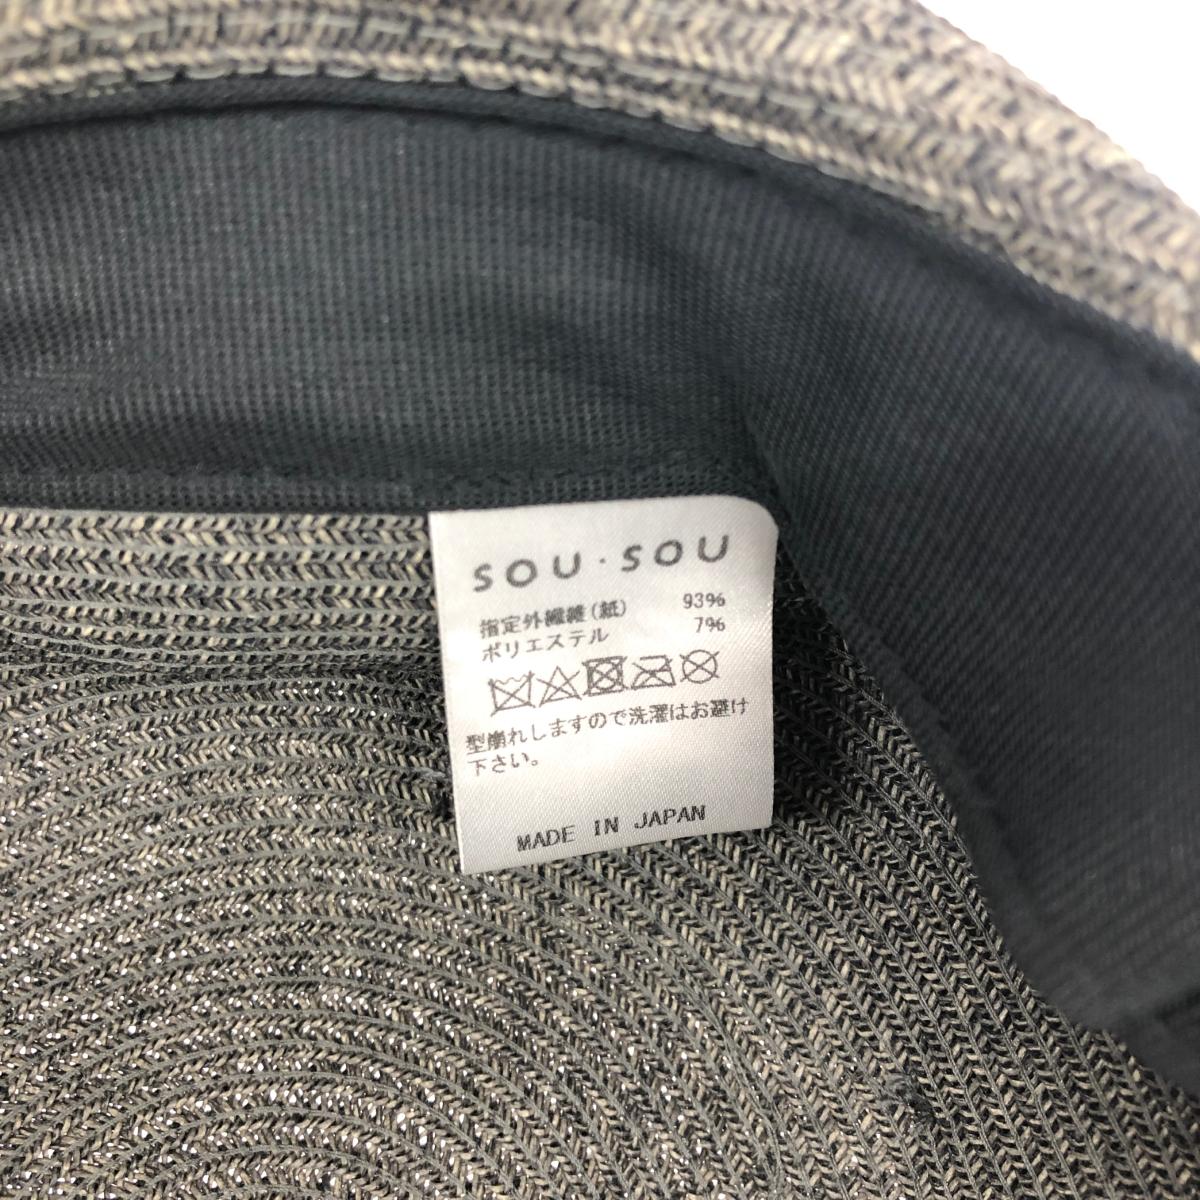 SOU・SOU
指定外繊維(紙) 93%
ポリエステル 7%
型崩れしますので洗濯はお避け
下さい。
MADE IN JAPAN